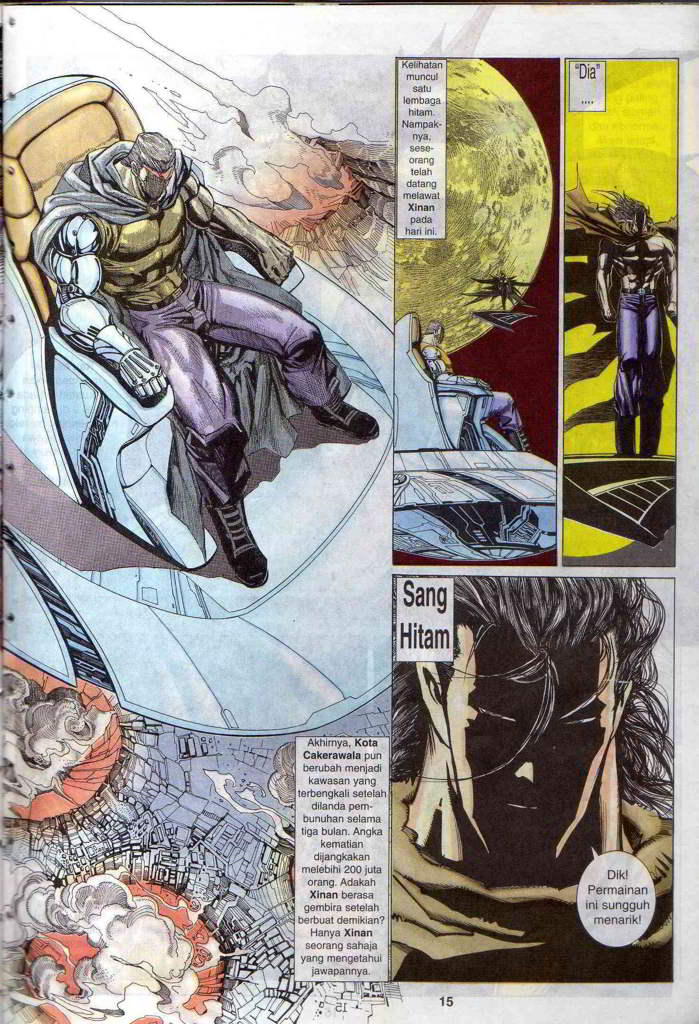 Kelihatan
muncul
satu
lembaga
hitam.
Nampak-
nya,
sese-
orang
telah
datang
melawat
Xinan
pada
hari ini.
"Dia"
....
Sang
Hitam
Akhirnya, Kota
Cakerawala pun
berubah menjadi
kawasan yang
terbengkali setelah
dilanda pem-
bunuhan selama
tiga bulan. Angka
kematian
dijangkakan
melebihi 200 juta
orang. Adakah
Xinan berasa
gembira setelah
berbuat demikian?
Hanya Xinan
seorang sahaja
yang mengetahui
jawapannya.
Dik!
Permainan
ini sungguh
menarik!
15